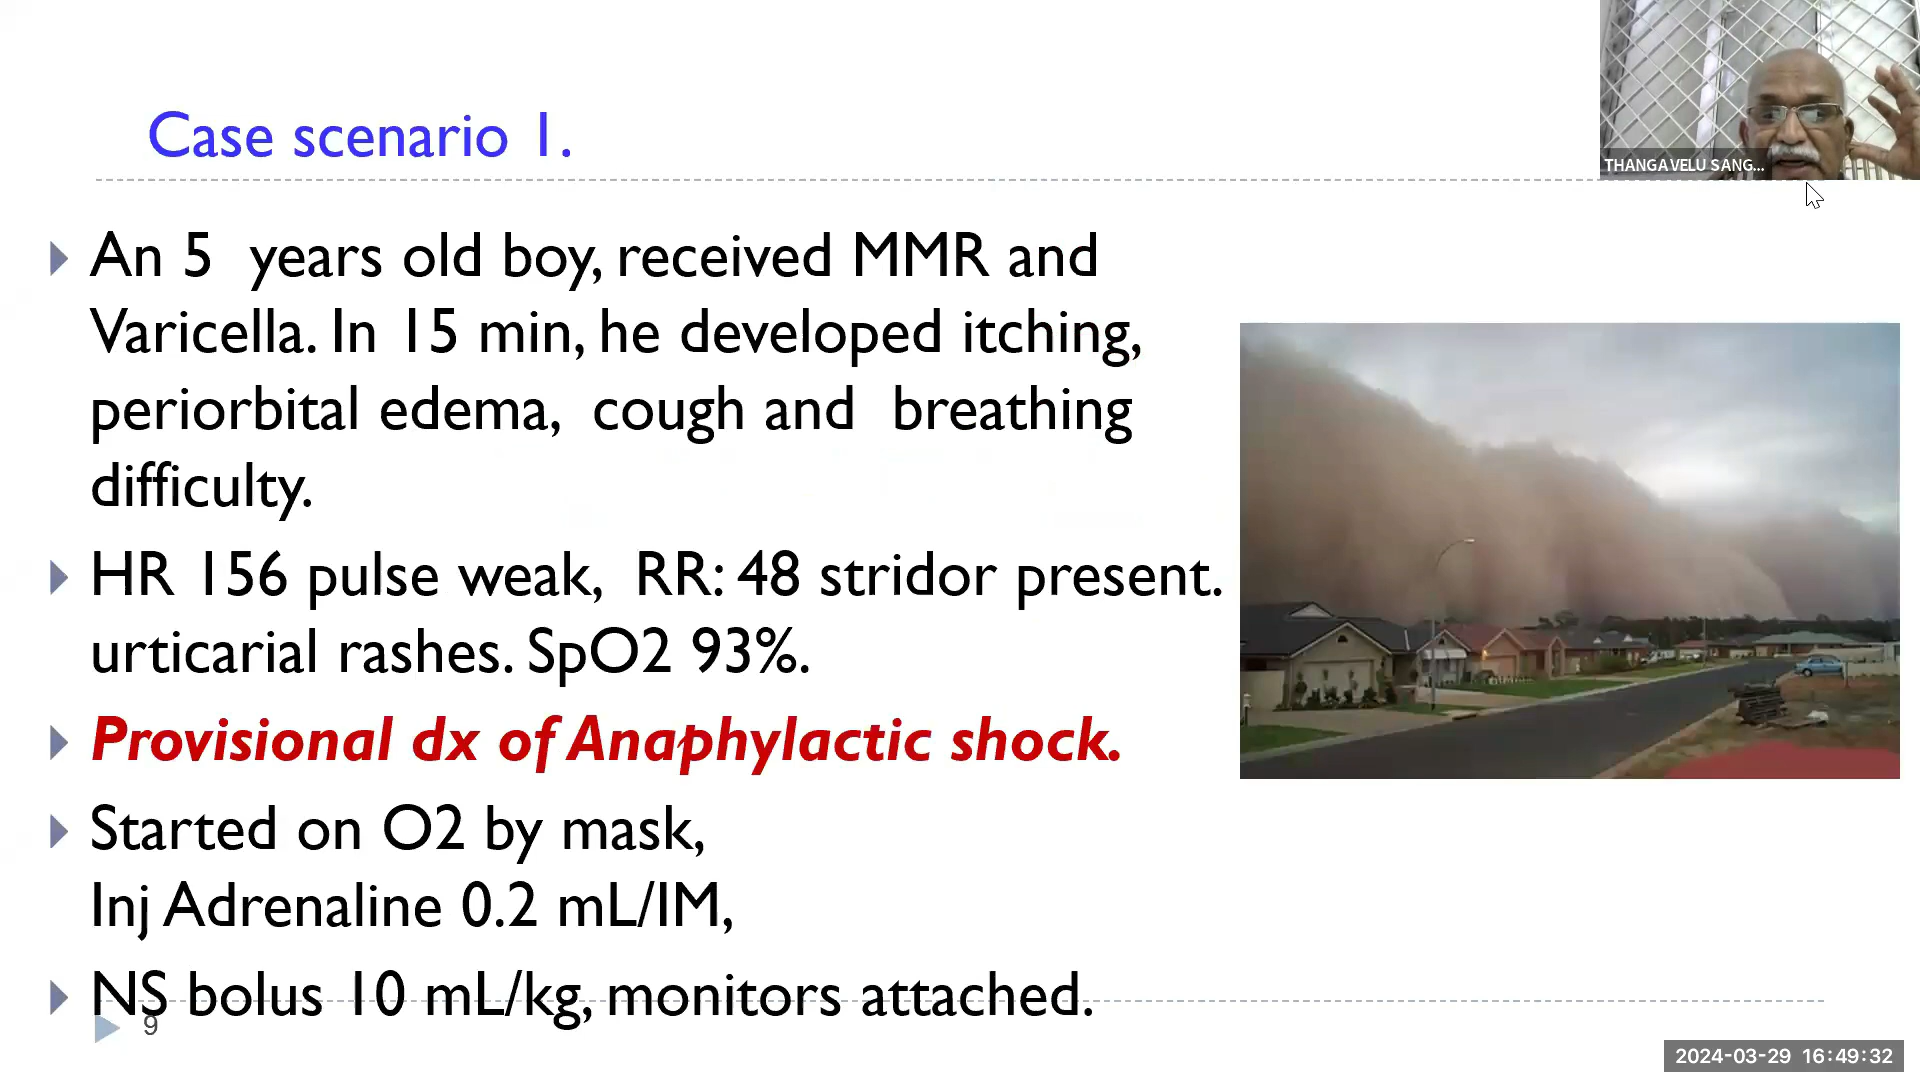 THANGAVELU SANG...
Case scenario 1.
An 5 years old boy, received MMR and
Varicella. In 15 min, he developed itching,
periorbital edema, cough and breathing
difficulty.
HR 156 pulse weak, RR: 48 stridor present.
urticarial rashes. SpO2 93%.
Provisional dx of Anaphylactic shock.
Started on O2 by mask,
Inj Adrenaline 0.2 mL/IM,
NS bolus 10 mL/kg, monitors attached.
9
2024-03-29 16:49:32